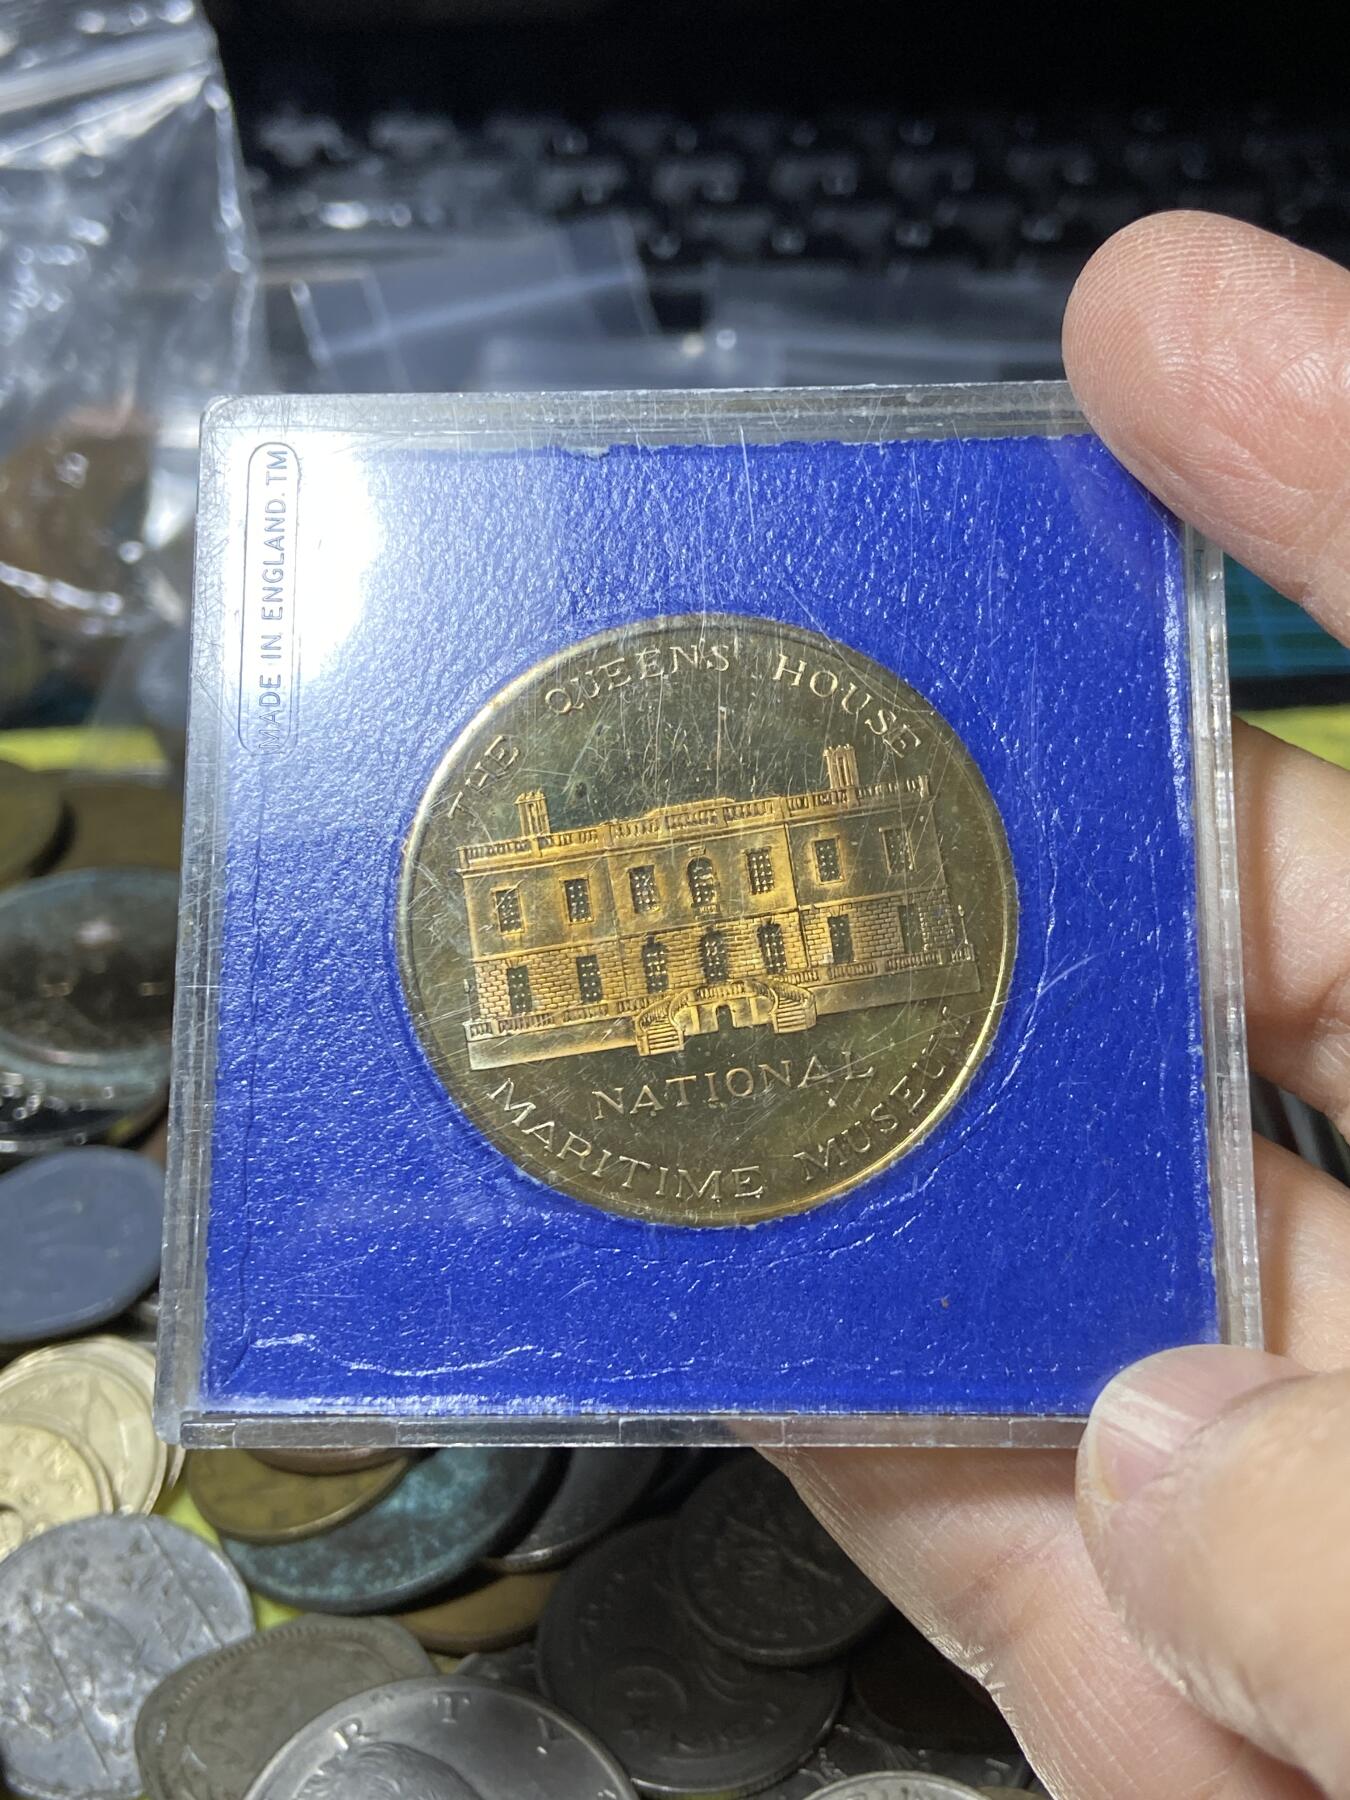 MADE IN ENGLAND.TM
THE QUEENS HOUSE
NATIONAL
MARITIME MUSEUM